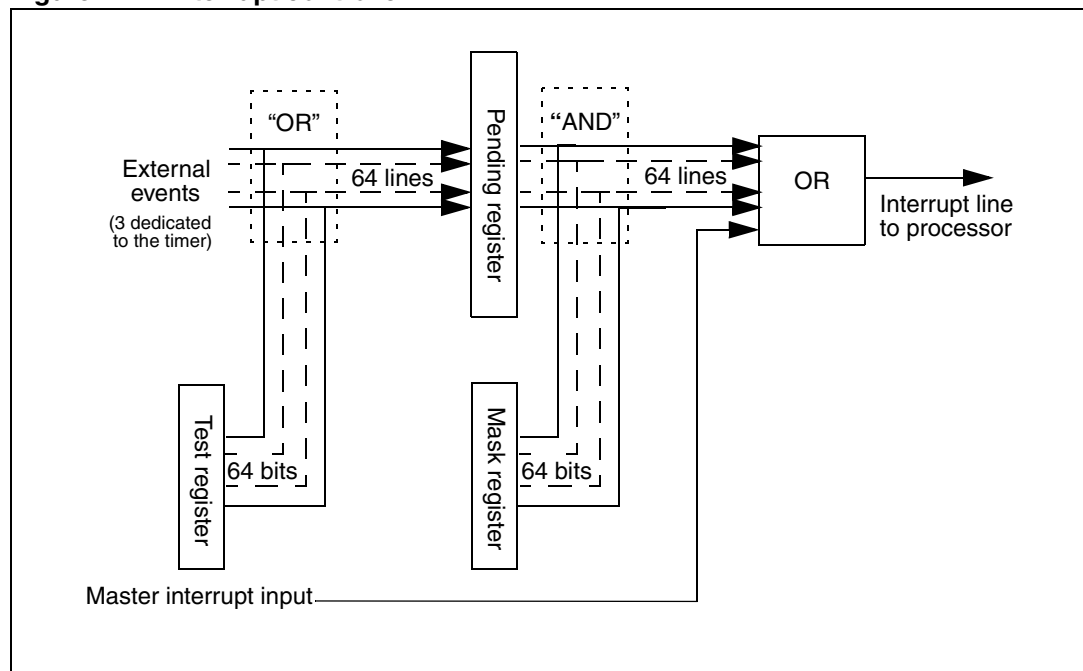 "OR"
External
events
(3 dedicated
to the timer)
64 lines
Pending register
"AND"
64 lines
OR
Interrupt line
to processor
Test register
64 bits
Mask register
64 bits
Master interrupt input